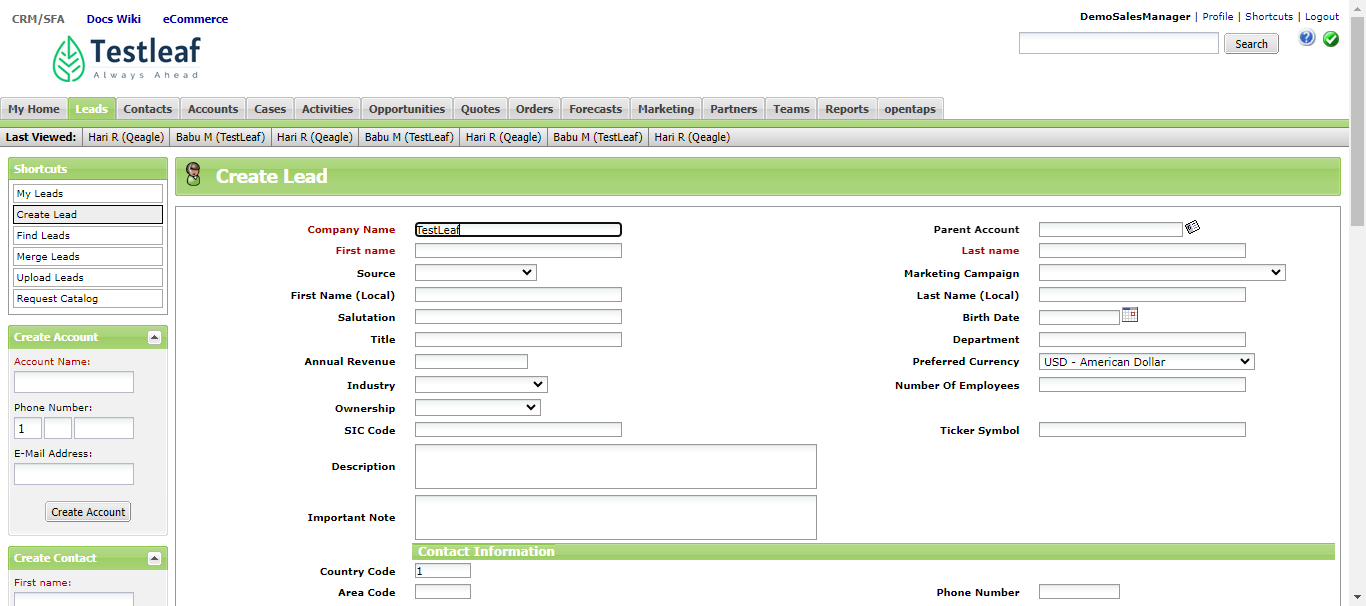 CRM/SFA Docs Wiki eCommerce
DemoSalesManager | Profile | Shortcuts | Logout
Testleaf
Always Ahead
Search
?
My Home Leads Contacts Accounts Cases Activities Opportunities Quotes Orders Forecasts Marketing Partners Teams Reports opentaps
Last Viewed: Hari R (Qeagle) Babu M (TestLeaf) Hari R (Qeagle) Babu M (TestLeaf) Hari R (Qeagle) Babu M (TestLeaf) Hari R (Qeagle)
Shortcuts
My Leads
Create Lead
Find Leads
Merge Leads
Upload Leads
Request Catalog
Create Account
Account Name:
Phone Number:
1
E-Mail Address:
Create Account
Create Contact
First name:
Create Lead
Company Name TestLeaf Parent Account
First name Last name
Source Marketing Campaign
First Name (Local) Last Name (Local)
Salutation Birth Date
Title Department
Annual Revenue Preferred Currency USD - American Dollar
Industry Number Of Employees
Ownership
SIC Code Ticker Symbol
Description
Important Note
Contact Information
Country Code 1
Area Code Phone Number